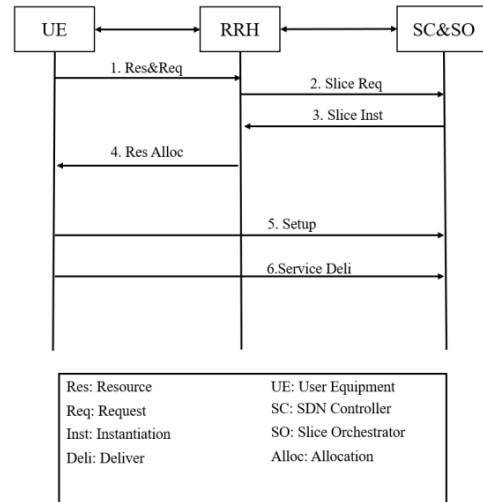 UE RRH SC&SO
1. Res&Req
2. Slice Req
3. Slice Inst
4. Res Alloc
5. Setup
6.Service Deli
Res: Resource UE: User Equipment
Req: Request SC: SDN Controller
Inst: Instantiation SO: Slice Orchestrator
Deli: Deliver Alloc: Allocation